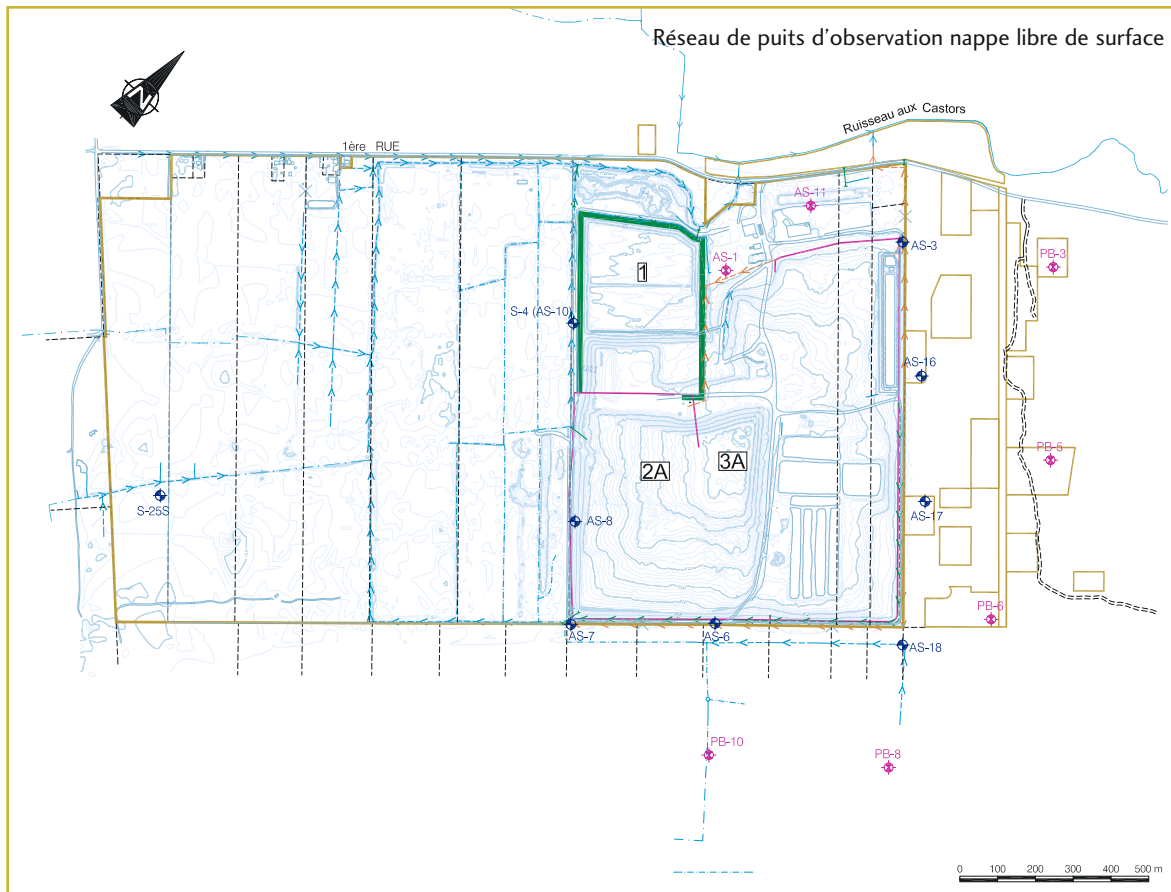 Réseau de puits d'observation nappe libre de surface
N
Ruisseau aux Castors
1ère RUE
AS-11
AS-3
AS-1
PB-3
1
S-4 (AS-10)
AS-16
2A
3A
PB-5
S-25S
AS-8
AS-17
PB-6
AS-7
AS-6
AS-18
PB-10
PB-8
0 100 200 300 400 500 m